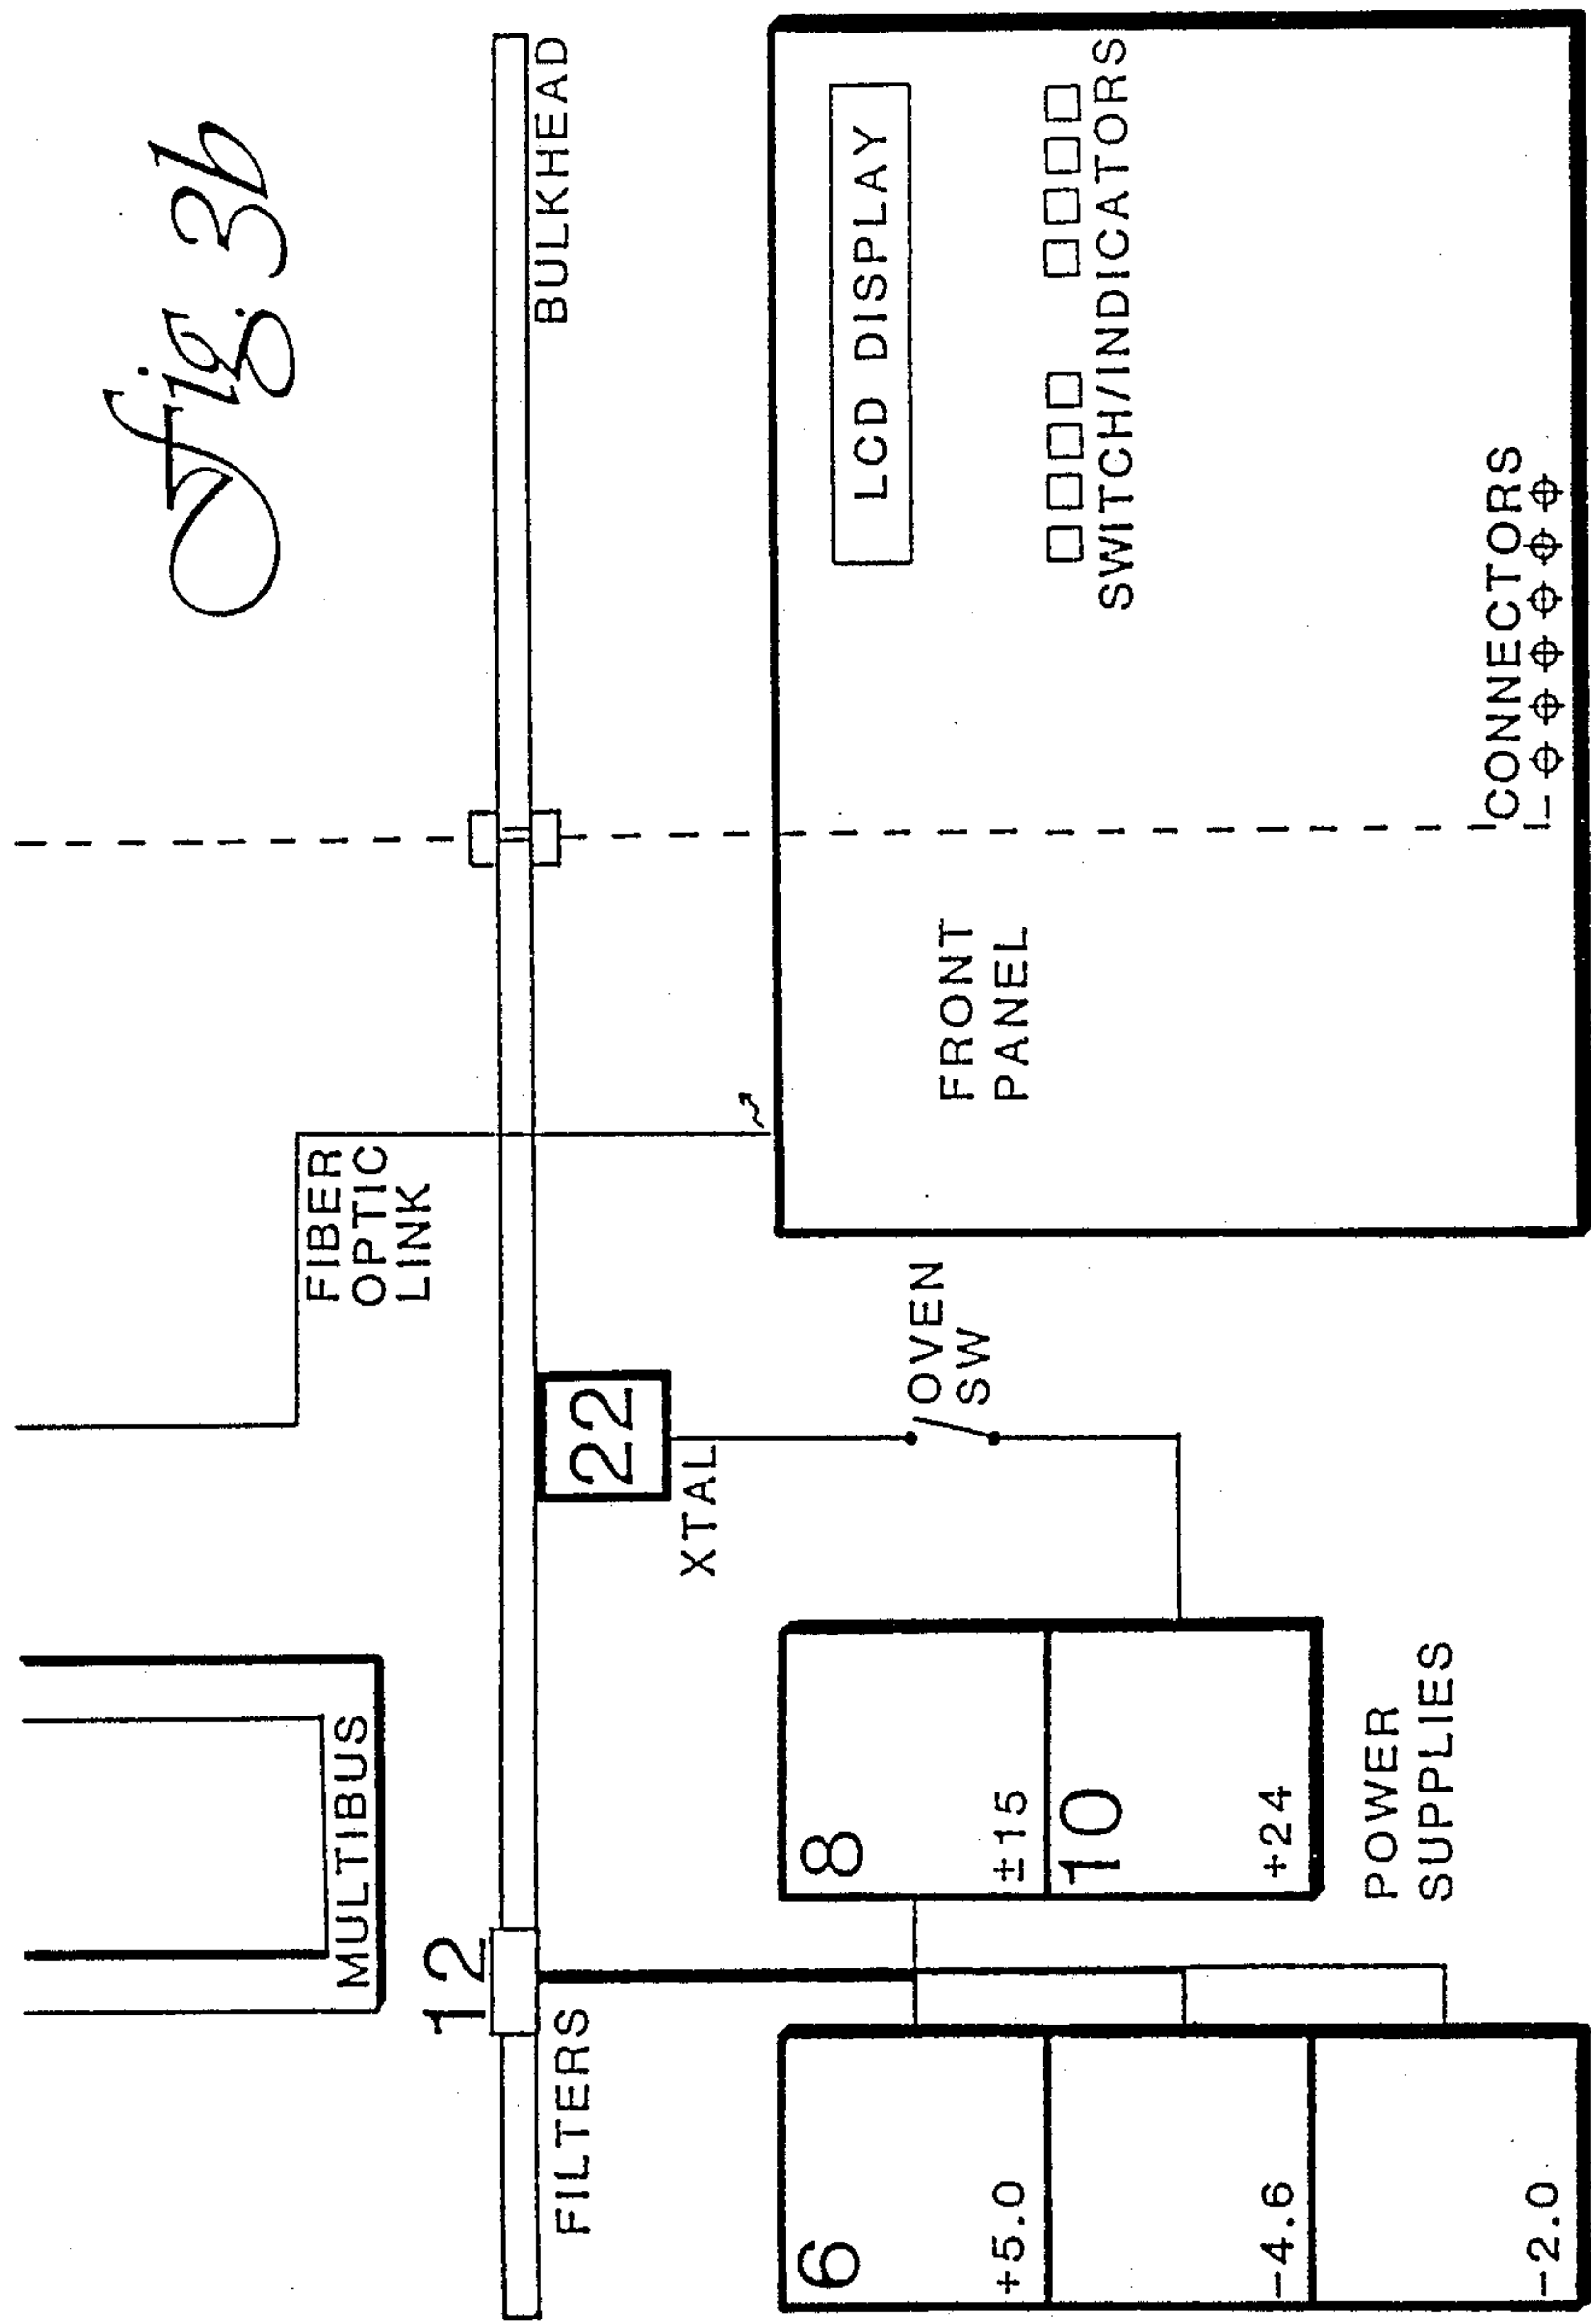 Fig. 3b
MULTIBUS
FIBER
OPTIC
LINK
12
FILTERS
BULKHEAD
22
XTAL
OVEN
SW
6
+5.0
-4.6
-2.0
8
±15
10
+24
POWER
SUPPLIES
FRONT
PANEL
LCD DISPLAY
SWITCH/INDICATORS
CONNECTORS